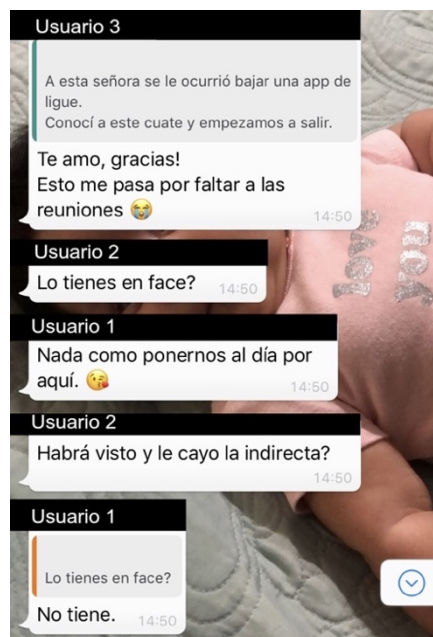 Usuario 3
A esta señora se le ocurrió bajar una app de
ligue.
Conocí a este cuate y empezamos a salir.
Te amo, gracias!
Esto me pasa por faltar a las
reuniones 😭
14:50
Usuario 2
Lo tienes en face?
14:50
Usuario 1
Nada como ponernos al día por
aquí. 😘
14:50
Usuario 2
Habrá visto y le cayo la indirecta?
14:50
Usuario 1
Lo tienes en face?
No tiene.
14:50
love
you